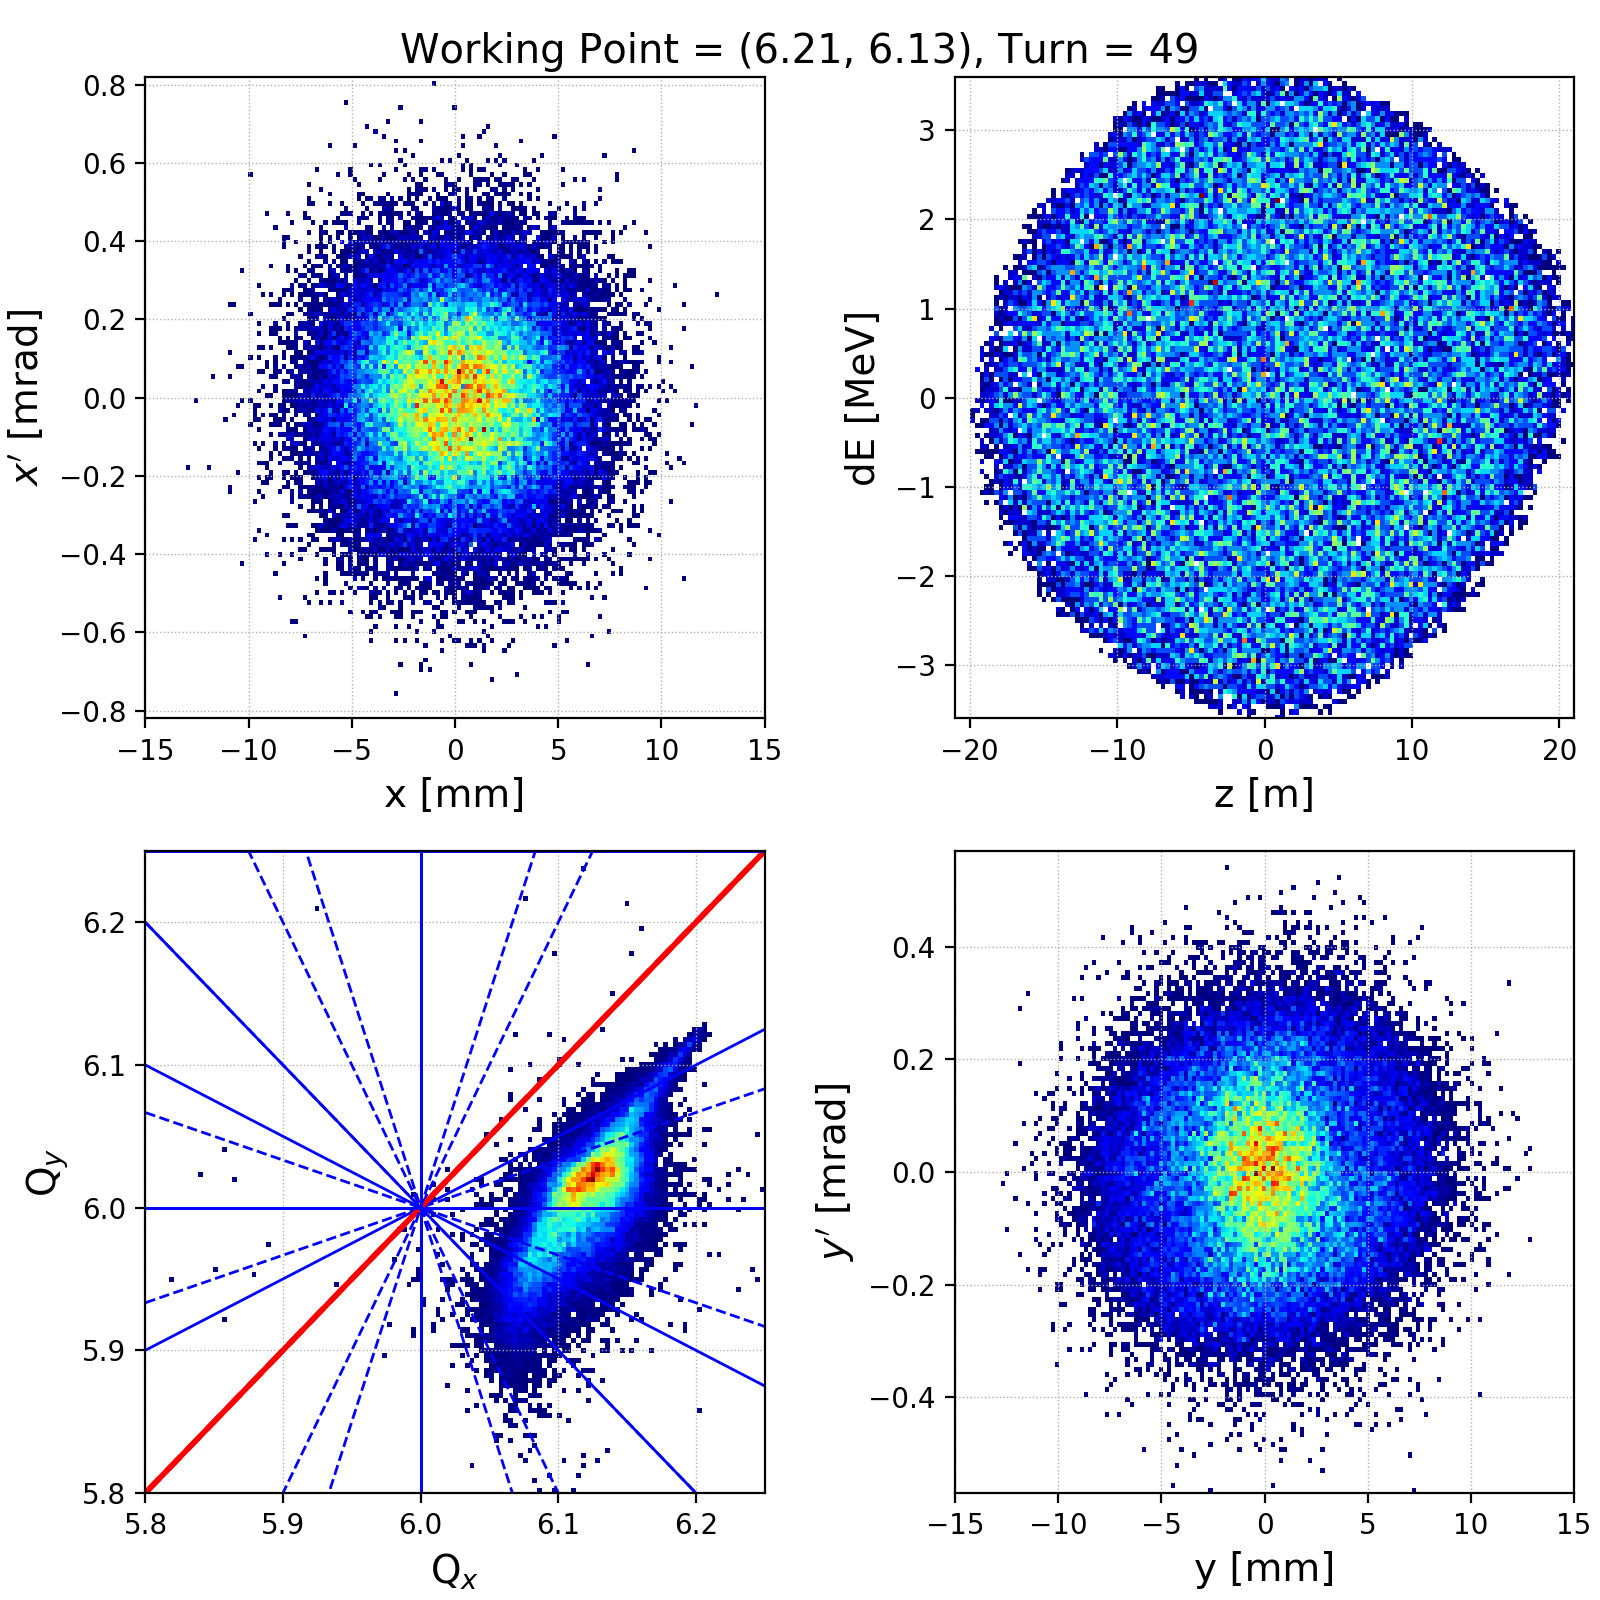 Working Point = (6.21, 6.13), Turn = 49
0.8
0.6
0.4
0.2
0.0
−0.2
−0.4
−0.6
−0.8
x′ [mrad]
−15 −10 −5 0 5 10 15
x [mm]
3
2
1
0
−1
−2
−3
dE [MeV]
−20 −10 0 10 20
z [m]
6.2
6.1
6.0
5.9
5.8
Qy
5.8 5.9 6.0 6.1 6.2
Qx
0.4
0.2
0.0
−0.2
−0.4
y′ [mrad]
−15 −10 −5 0 5 10 15
y [mm]